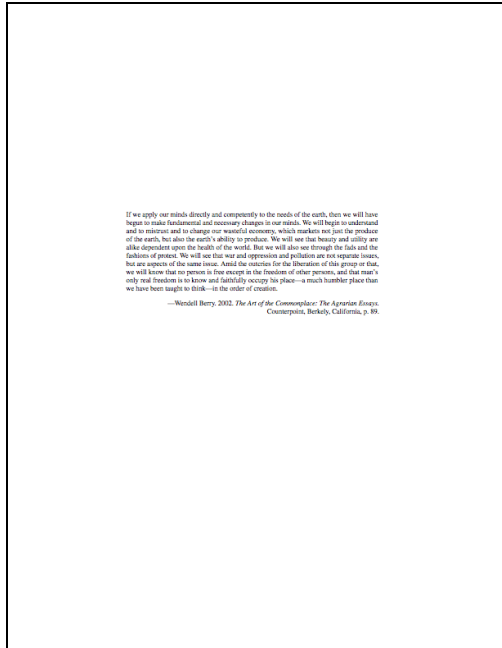 If we apply our minds directly and competently to the needs of the earth, then we will have
begun to make fundamental and necessary changes in our minds. We will begin to understand
and to mistrust and to change our wasteful economy, which markets not just the produce
of the earth, but also the earth's ability to produce. We will see that beauty and utility are
alike dependent upon the health of the world. But we will also see through the fads and the
fashions of protest. We will see that war and oppression and pollution are not separate issues,
but are aspects of the same issue. Amid the outcries for the liberation of this group or that,
we will know that no person is free except in the freedom of other persons, and that man's
only real freedom is to know and faithfully occupy his place—a much humbler place than
we have been taught to think—in the order of creation.
—Wendell Berry. 2002. The Art of the Commonplace: The Agrarian Essays.
Counterpoint, Berkely, California, p. 89.